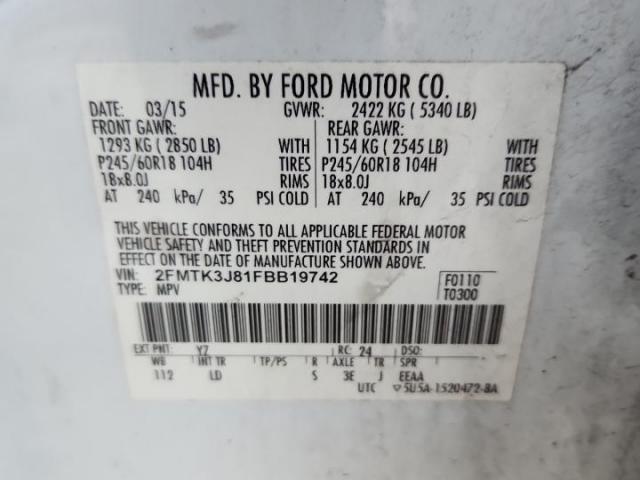 MFD. BY FORD MOTOR CO.
DATE: 03/15 GVWR: 2422 KG ( 5340 LB)
FRONT GAWR: REAR GAWR:
1293 KG ( 2850 LB) WITH 1154 KG ( 2545 LB) WITH
P245/60R18 104H TIRES P245/60R18 104H TIRES
18x8.0J RIMS 18x8.0J RIMS
AT 240 kPa/ 35 PSI COLD AT 240 kPa/ 35 PSI COLD
THIS VEHICLE CONFORMS TO ALL APPLICABLE FEDERAL MOTOR
VEHICLE SAFETY AND THEFT PREVENTION STANDARDS IN
EFFECT ON THE DATE OF MANUFACTURE SHOWN ABOVE.
VIN: 2FMTK3J81FBB19742 F0110
TYPE: MPV T0300
EXT PNT: Y7 RC: 24 DSO:
WB INT TR TP/PS R AXLE TR SPR
112 LD S 3E J EEAA
UTC ▽5U5A-1520472-BA